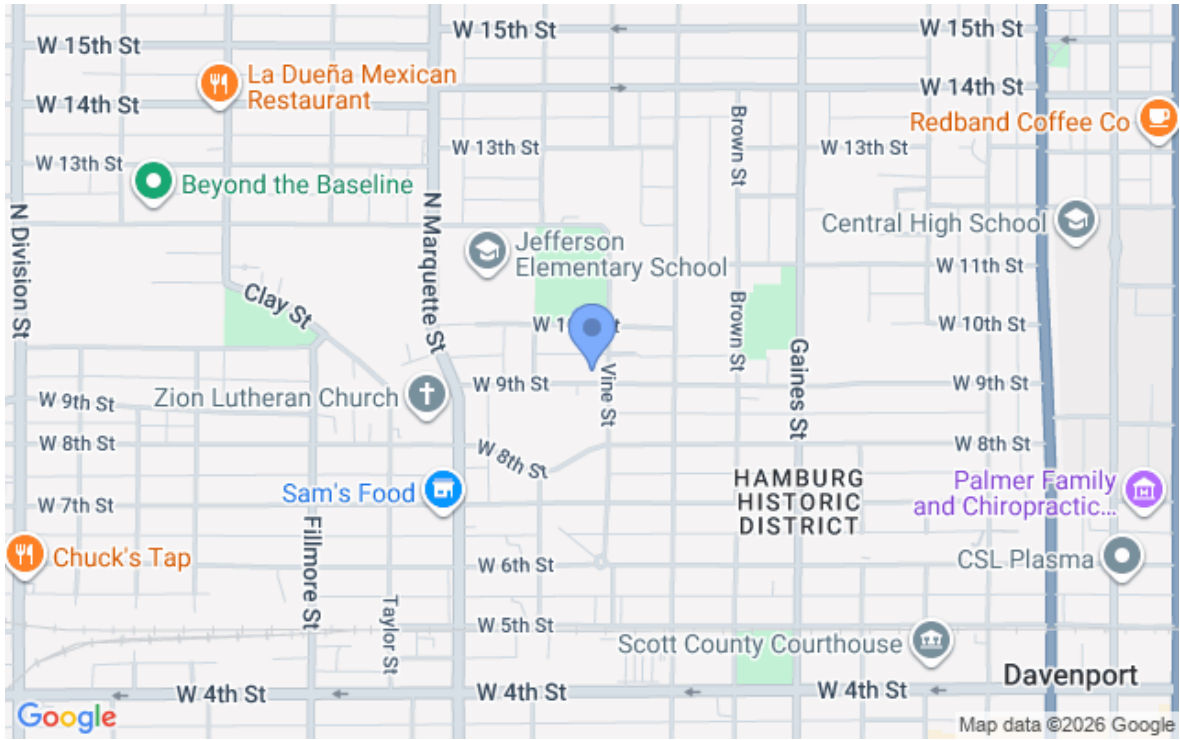 W 15th St
W 15th St
W 15th St
La Dueña Mexican
Restaurant
W 14th St
W 14th St
Redband Coffee Co
Brown St
W 13th St
W 13th St
W 13th St
Beyond the Baseline
N Division St
N Marquette St
Central High School
Jefferson
Elementary School
W 11th St
Clay St
Brown St
W 10th St
Gaines St
W 9th St
Vine St
W 9th St
Zion Lutheran Church
W 9th St
W 8th St
W 8th St
W 8th St
HAMBURG
HISTORIC
DISTRICT
Palmer Family
and Chiropractic...
Sam's Food
W 7th St
Fillmore St
Chuck's Tap
W 6th St
CSL Plasma
Taylor St
W 5th St
Scott County Courthouse
Davenport
W 4th St
W 4th St
W 4th St
Google
Map data ©2026 Google